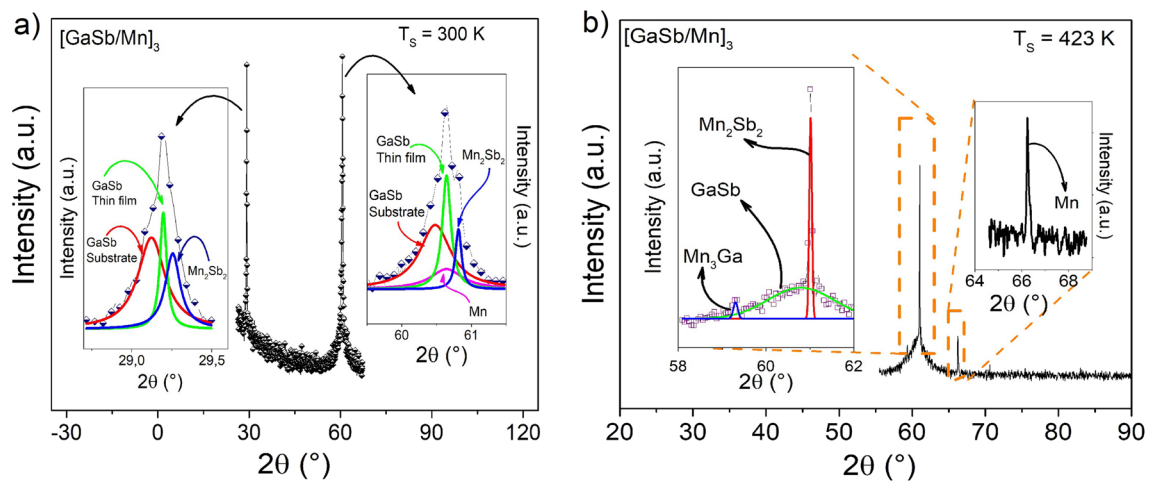 a)
[GaSb/Mn]3
TS = 300 K
Intensity (a.u.)
Intensity (a.u.)
GaSb
Thin film
GaSb
Substrate
Mn2Sb2
29,0 29,2 29,5
2θ (°)
GaSb
Thin film
Mn2Sb2
GaSb
Substrate
Mn
60 61
2θ (°)
Intensity
(a.u.)
-30 0 30 60 90 120
2θ (°)
b)
[GaSb/Mn]3
TS = 423 K
Intensity (a.u.)
Intensity (a.u.)
Mn2Sb2
GaSb
Mn3Ga
58 60 62
2θ (°)
Mn
Intensity (a.u.)
64 66 68
2θ (°)
20 30 40 50 60 70 80 90
2θ (°)